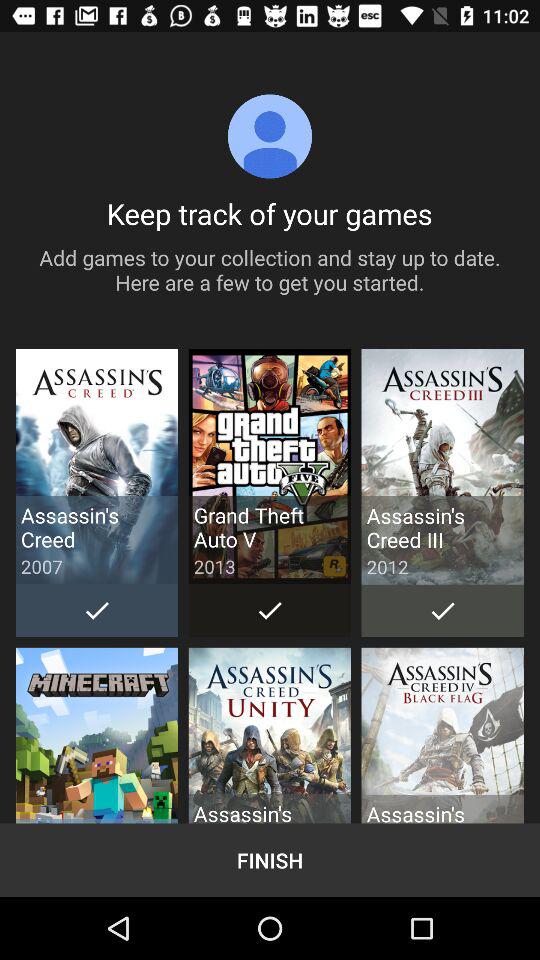 esc 11:02
Keep track of your games
Add games to your collection and stay up to date.
Here are a few to get you started.
ASSASSIN'S
CREED
Assassin's
Creed
2007
grand
theft
auto
FIVE
V
R
Grand Theft
Auto V
2013
ASSASSIN'S
CREED III
Assassin's
Creed III
2012
MINECRAFT
ASSASSIN'S
CREED
UNITY
Assassin's
ASSASSIN'S
CREED IV
BLACK FLAG
Assassin's
FINISH